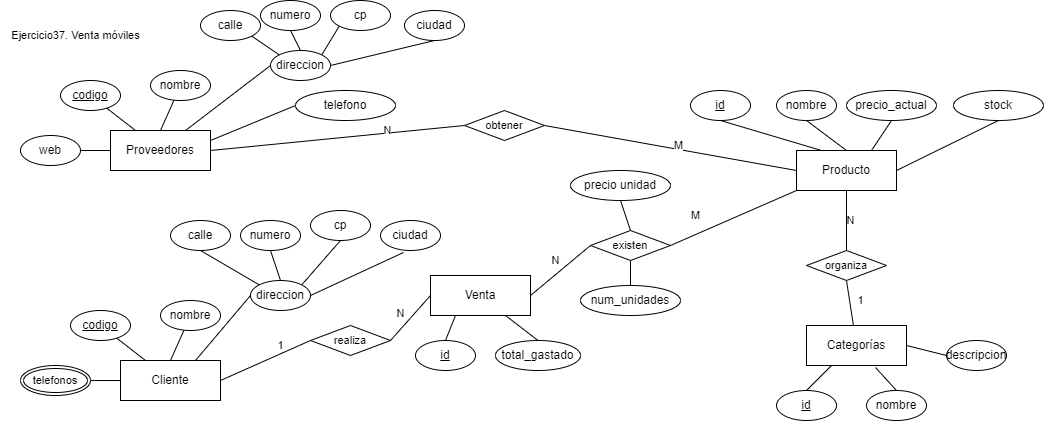 Ejercicio37. Venta móviles
calle
numero
cp
ciudad
direccion
codigo
nombre
telefono
web
Proveedores
N
obtener
M
id
nombre
precio_actual
stock
Producto
precio unidad
M
existen
N
num_unidades
N
organiza
1
Categorías
descripcion
id
nombre
calle
numero
cp
ciudad
direccion
codigo
nombre
telefonos
Cliente
1
realiza
N
Venta
id
total_gastado